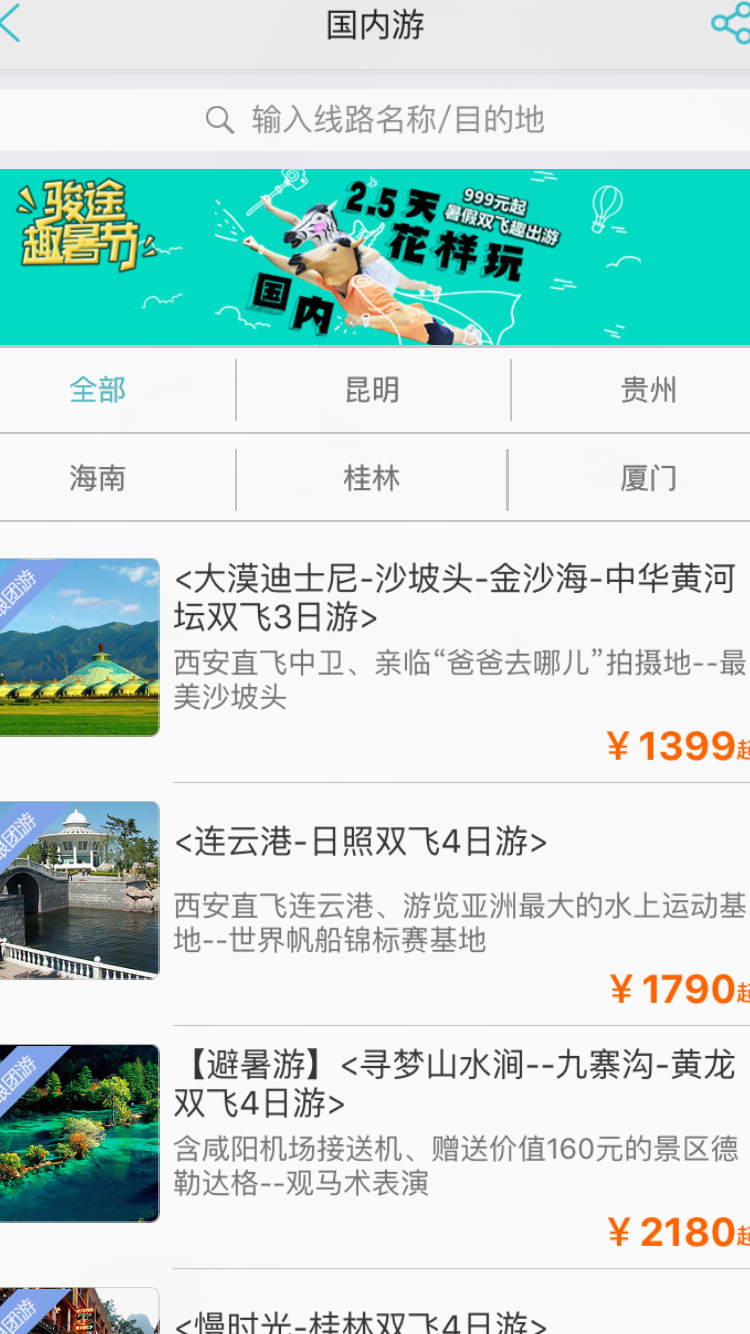 国内游
输入线路名称/目的地
骏途
趣暑节
2.5天
花样玩
999元起
暑假双飞趣出游
国内
全部
昆明
贵州
海南
桂林
厦门
跟团游
<大漠迪士尼-沙坡头-金沙海-中华黄河
坛双飞3日游>
西安直飞中卫、亲临“爸爸去哪儿”拍摄地--最
美沙坡头
¥1399起
跟团游
<连云港-日照双飞4日游>
西安直飞连云港、游览亚洲最大的水上运动基
地--世界帆船锦标赛基地
¥1790起
跟团游
【避暑游】<寻梦山水涧--九寨沟-黄龙
双飞4日游>
含咸阳机场接送机、赠送价值160元的景区德
勒达格--观马术表演
¥2180起
团游
<慢时光-桂林双飞4日游>